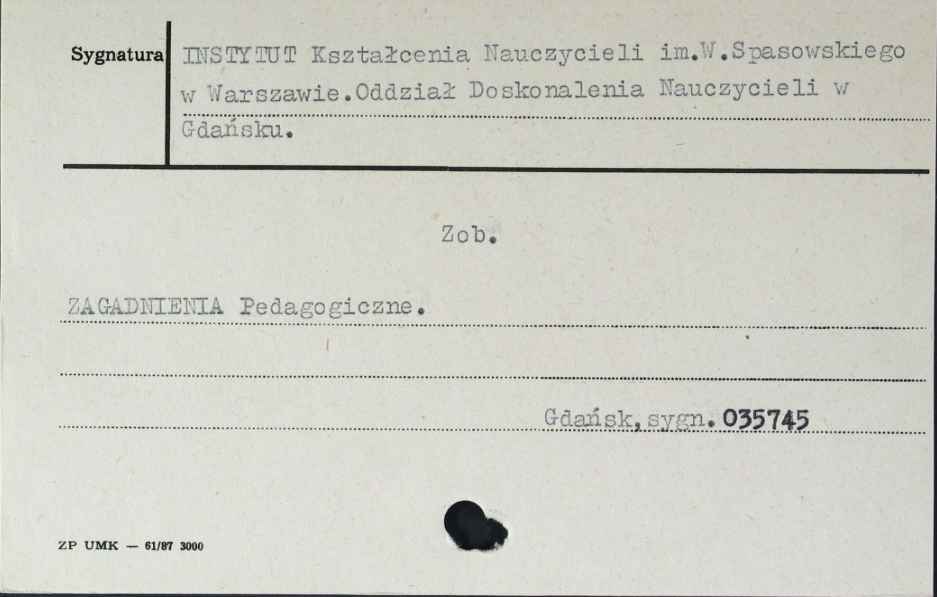 Sygnatura
INSTYTUT Kształcenia Nauczycieli im.W.Spasowskiego
w Warszawie.Oddział Doskonalenia Nauczycieli w
Gdańsku.
Zob.
ZAGADNIENIA Pedagogiczne.
Gdańsk,sygn. 035745
ZP UMK — 61/87 3000